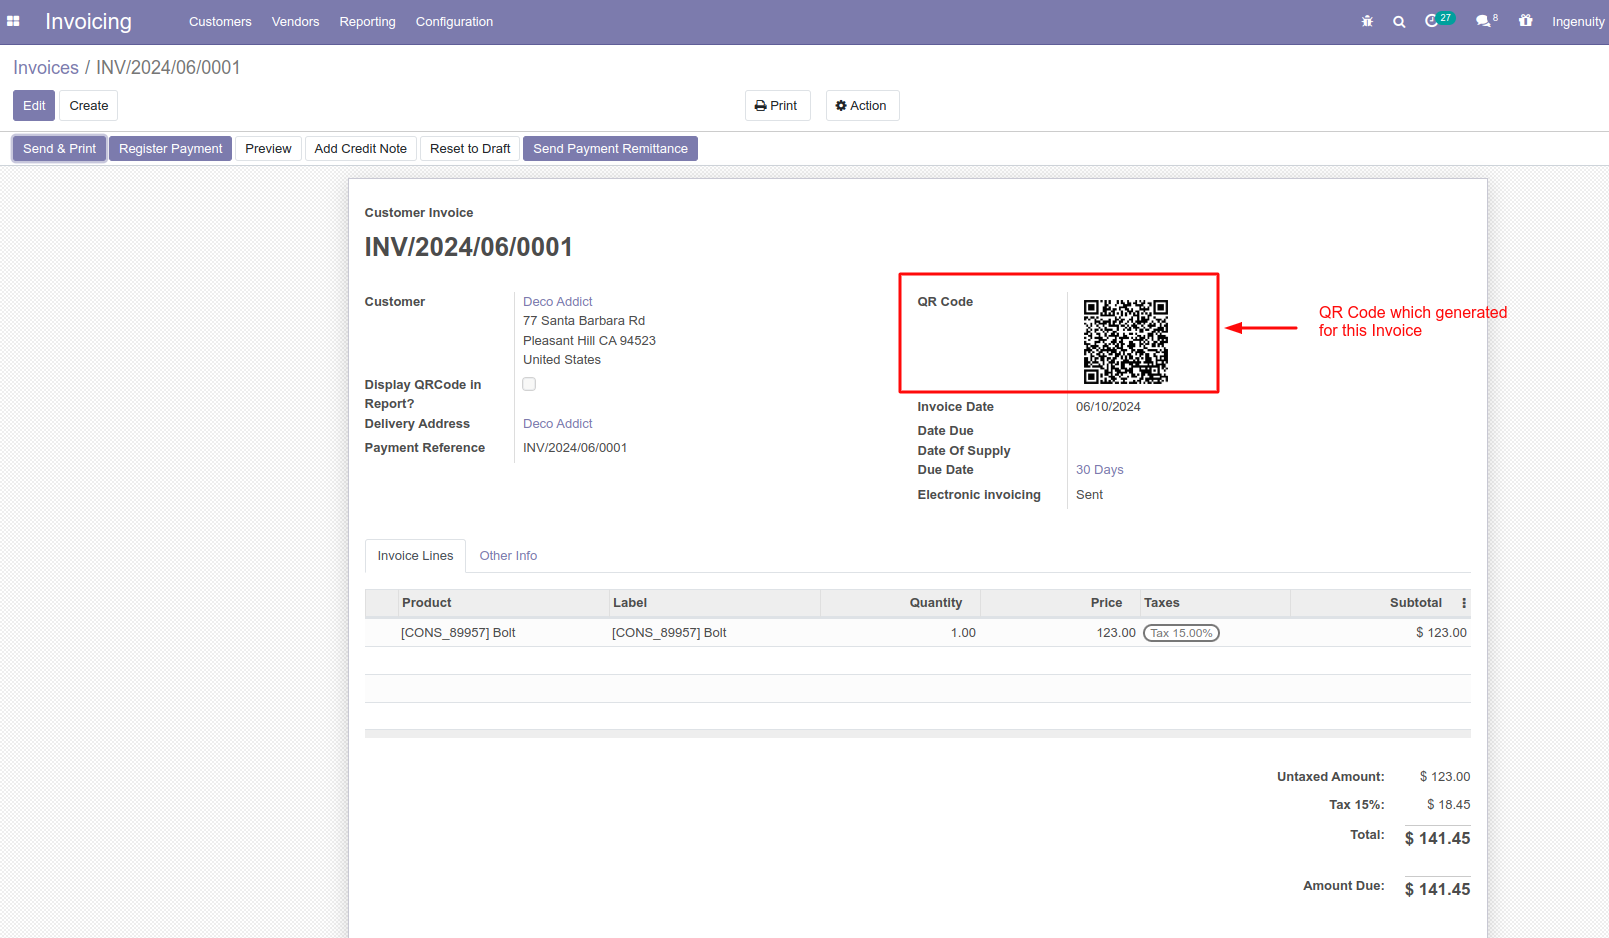 Invoicing Customers Vendors Reporting Configuration 27 8 Ingenuity
Invoices / INV/2024/06/0001
Edit Create Print Action
Send & Print Register Payment Preview Add Credit Note Reset to Draft Send Payment Remittance
Customer Invoice
INV/2024/06/0001
Customer Deco Addict
77 Santa Barbara Rd
Pleasant Hill CA 94523
United States
Display QRCode in
Report?
Delivery Address Deco Addict
Payment Reference INV/2024/06/0001
QR Code
QR Code which generated
for this Invoice
Invoice Date 06/10/2024
Date Due
Date Of Supply
Due Date 30 Days
Electronic invoicing Sent
Invoice Lines Other Info
Product Label Quantity Price Taxes Subtotal
[CONS_89957] Bolt [CONS_89957] Bolt 1.00 123.00 Tax 15.00% $ 123.00
Untaxed Amount: $ 123.00
Tax 15%: $ 18.45
Total: $ 141.45
Amount Due: $ 141.45